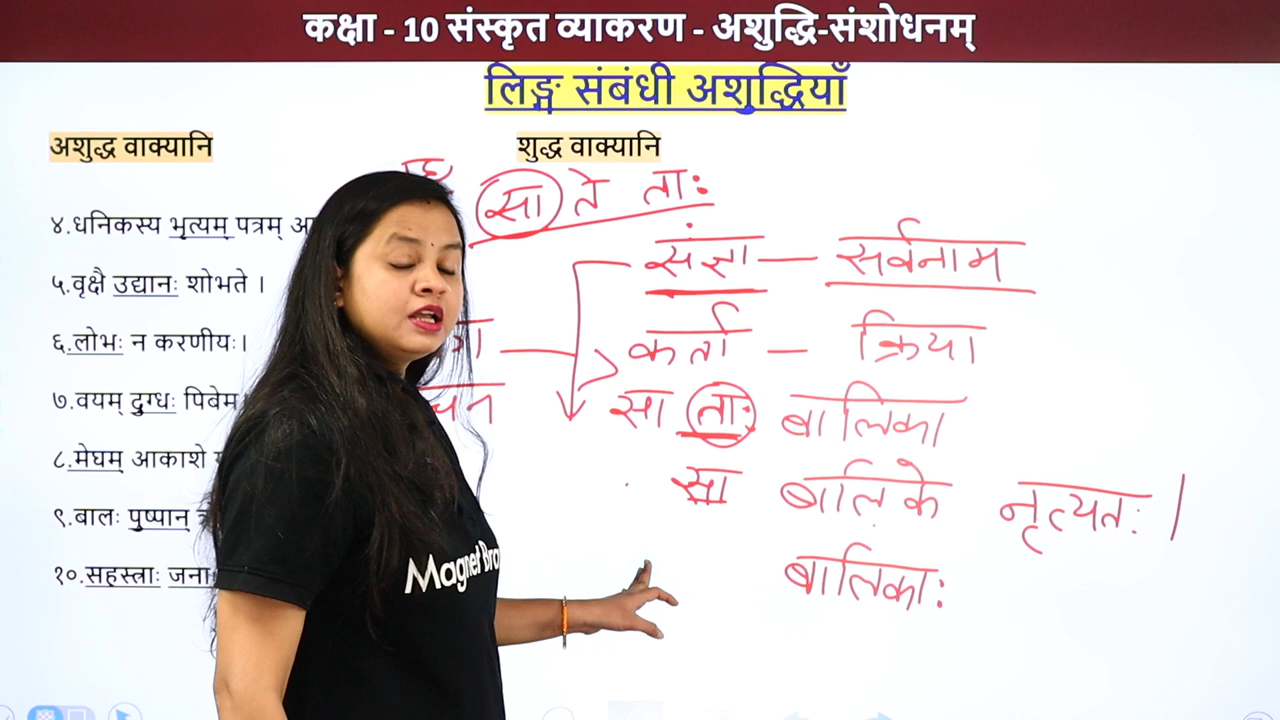 कक्षा - 10 संस्कृत व्याकरण - अशुद्धि-संशोधनम्
लिङ्ग संबंधी अशुद्धियाँ
अशुद्ध वाक्यानि
शुद्ध वाक्यानि
४.धनिकस्य भृत्यम् पत्रम्
५.वृक्षै उद्यानः शोभते ।
६.लोभः न करणीयः।
७.वयम् दुग्धः पिबेम
८.मेघम् आकाशे
९.बालः पुष्पान्
१०.सहस्त्राः जना
सा ते ताः
संज्ञा — सर्वनाम
कर्ता — क्रिया
सा ताः बालिका
सा बालिके नृत्यतः ।
बालिकाः
Magnet